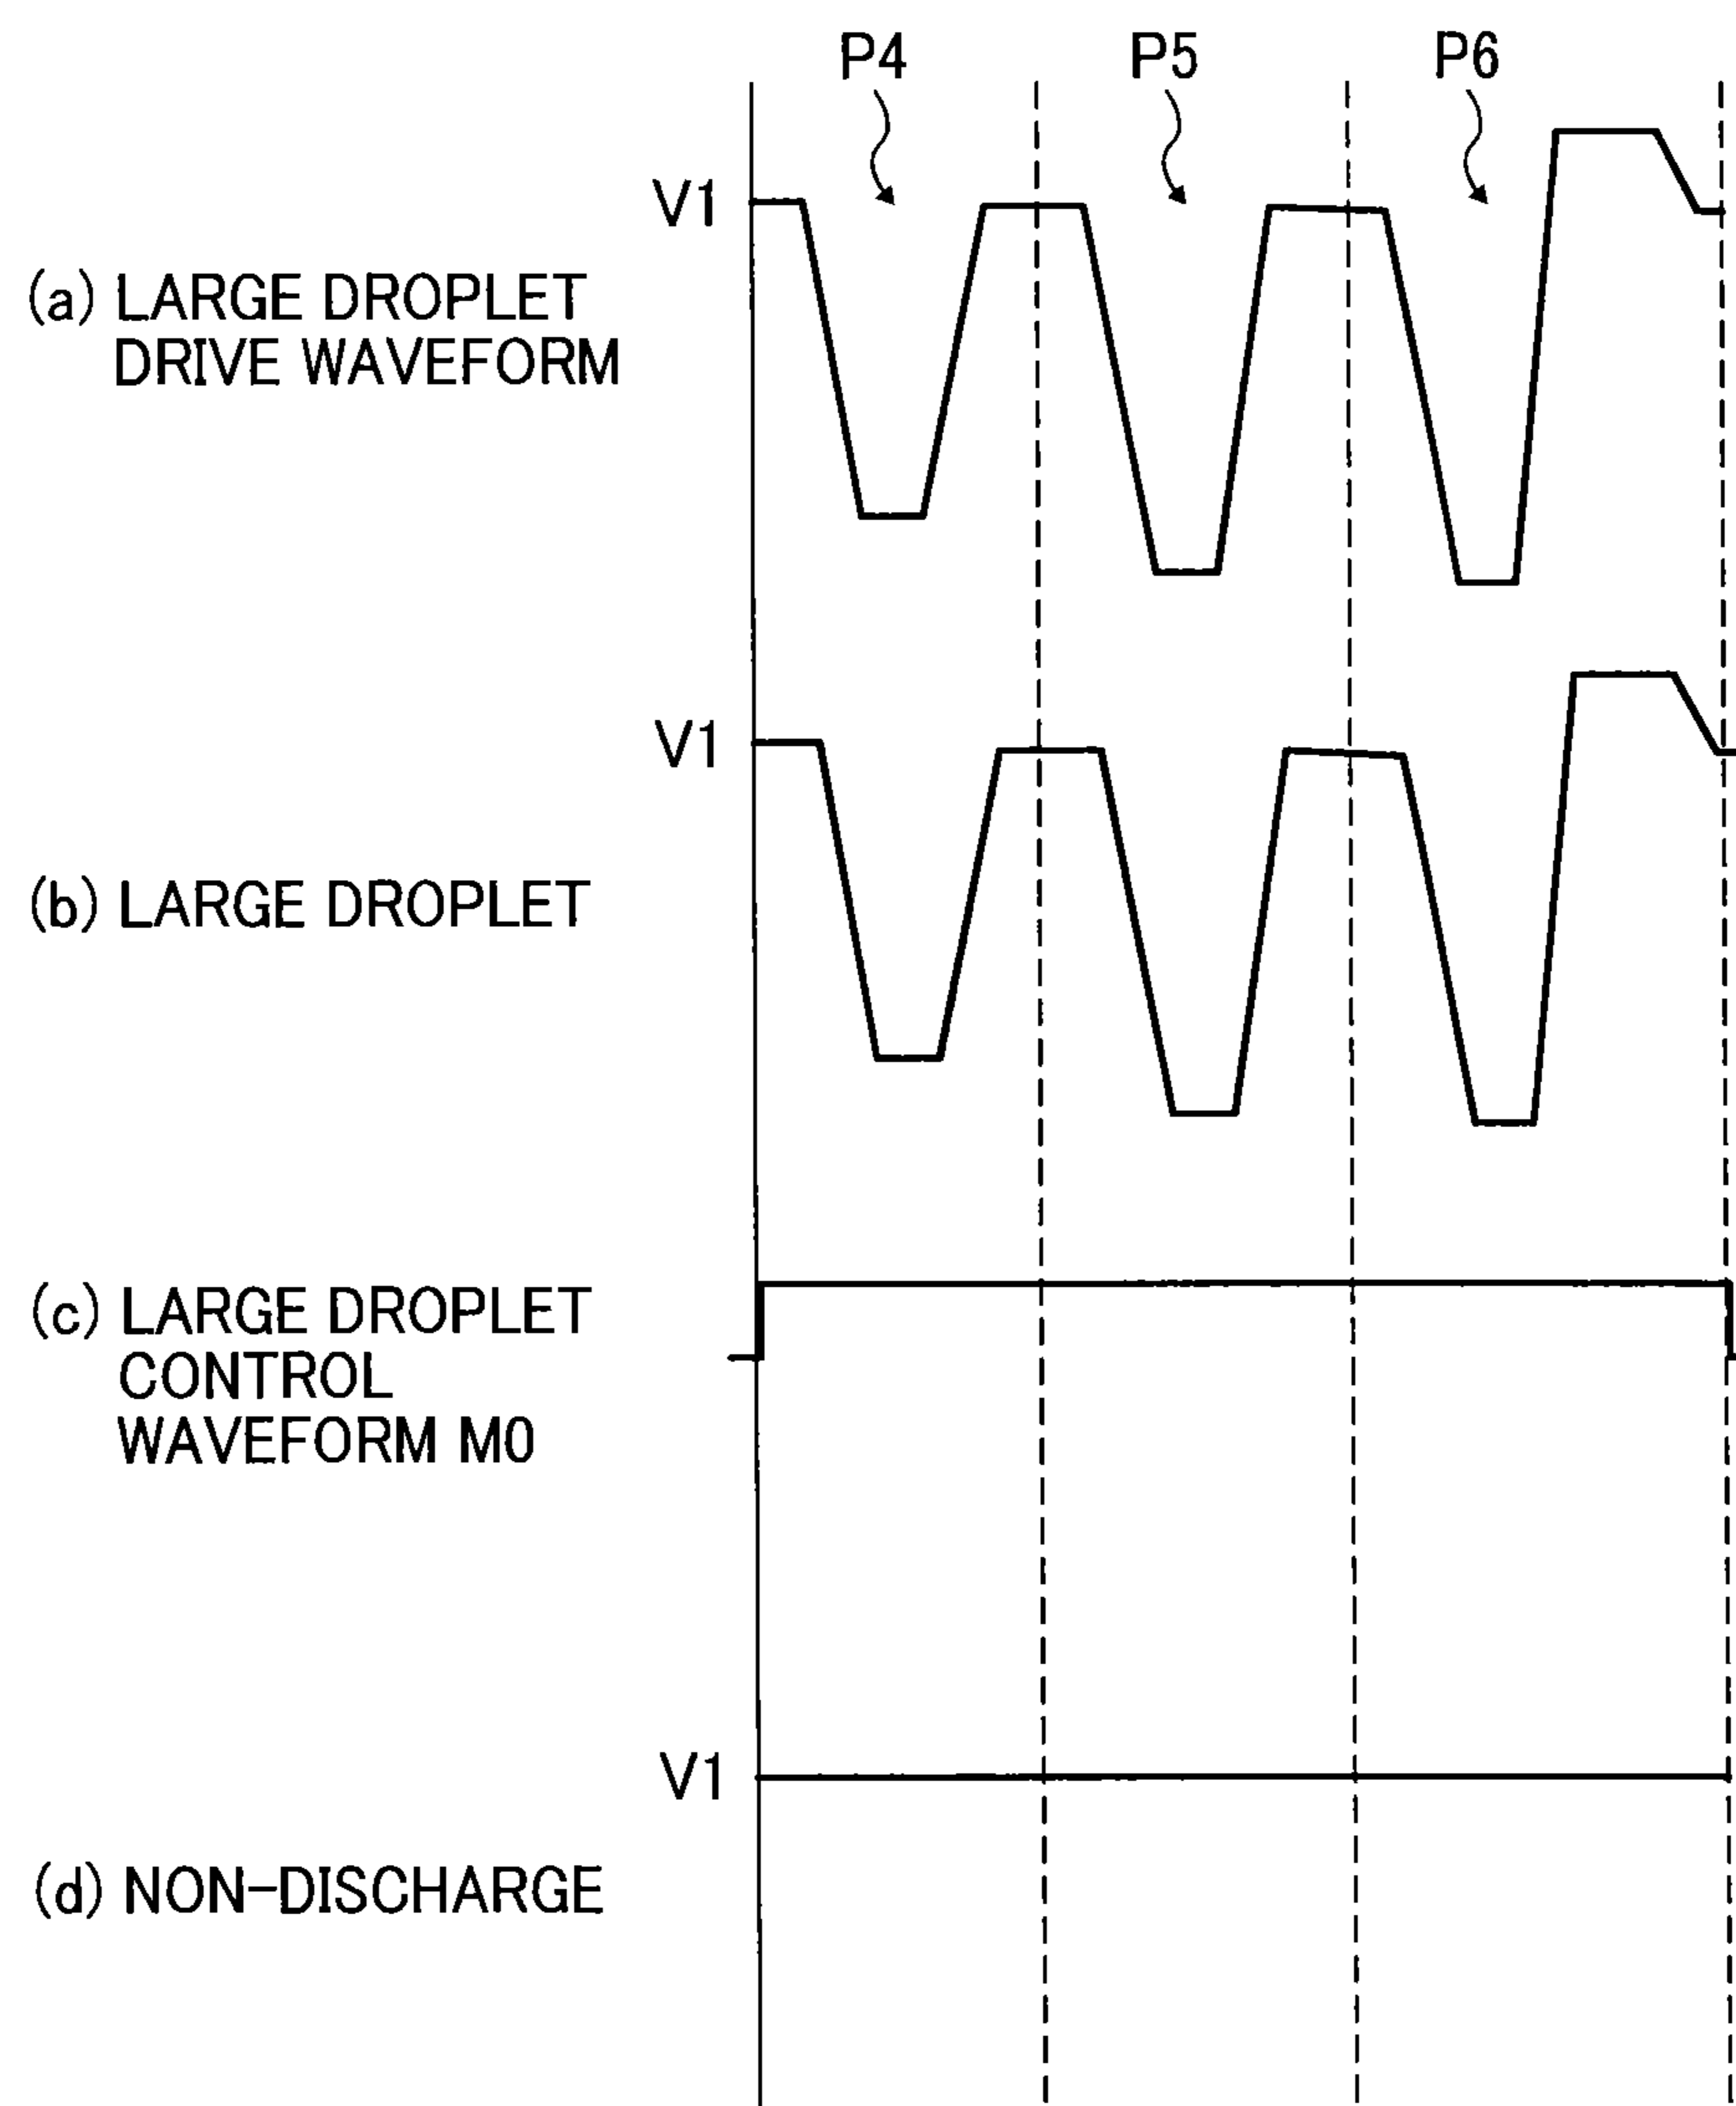 P4 P5 P6
V1
(a) LARGE DROPLET
DRIVE WAVEFORM
V1
(b) LARGE DROPLET
(c) LARGE DROPLET
CONTROL
WAVEFORM M0
V1
(d) NON-DISCHARGE